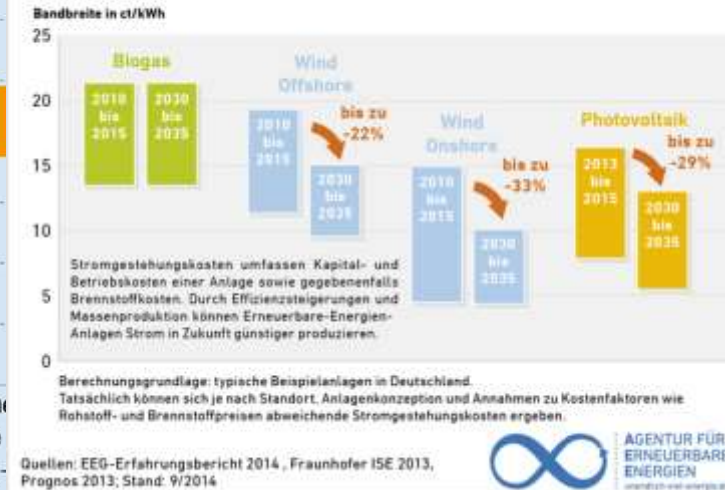 Bandbreite in ct/kWh
25
20
15
10
5
0
Biogas
2010
bis
2015
2030
bis
2035
Wind
Offshore
2010
bis
2015
bis zu
-22%
2030
bis
2035
Wind
Onshore
2010
bis
2015
bis zu
-33%
2030
bis
2035
Photovoltaik
2013
bis
2015
bis zu
-29%
2030
bis
2035
Stromgestehungskosten umfassen Kapital- und
Betriebskosten einer Anlage sowie gegebenenfalls
Brennstoffkosten. Durch Effizienzsteigerungen und
Massenproduktion können Erneuerbare-Energien-
Anlagen Strom in Zukunft günstiger produzieren.
Berechnungsgrundlage: typische Beispielanlagen in Deutschland.
Tatsächlich können sich je nach Standort, Anlagenkonzeption und Annahmen zu Kostenfaktoren wie
Rohstoff- und Brennstoffpreisen abweichende Stromgestehungskosten ergeben.
Quellen: EEG-Erfahrungsbericht 2014 , Fraunhofer ISE 2013,
Prognos 2013; Stand: 9/2014
AGENTUR FÜR
ERNEUERBARE
ENERGIEN